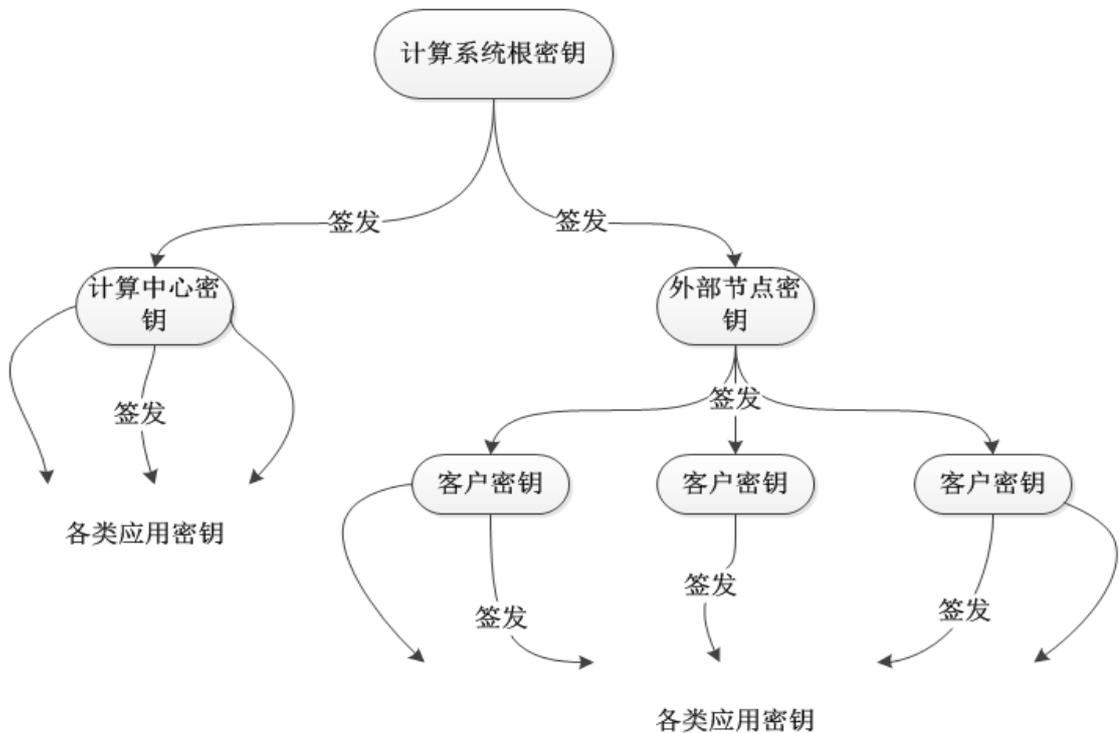 计算系统根密钥
签发
签发
计算中心密
钥
外部节点密
钥
签发
签发
客户密钥
客户密钥
客户密钥
各类应用密钥
签发
签发
签发
各类应用密钥